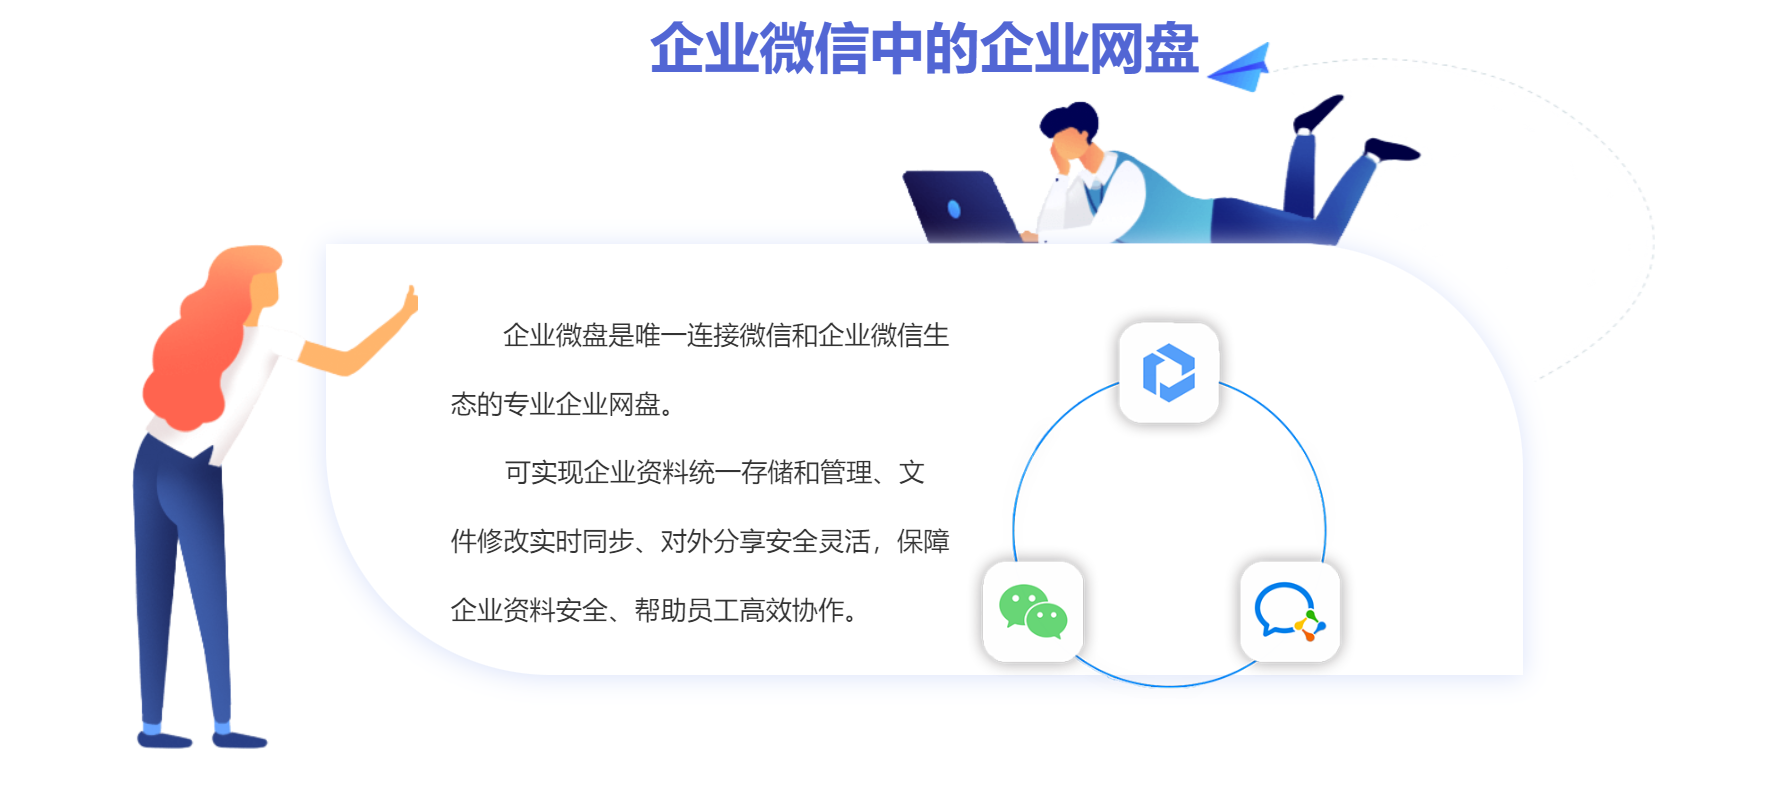 企业微信中的企业网盘
企业微盘是唯一连接微信和企业微信生
态的专业企业网盘。
可实现企业资料统一存储和管理、文
件修改实时同步、对外分享安全灵活，保障
企业资料安全、帮助员工高效协作。